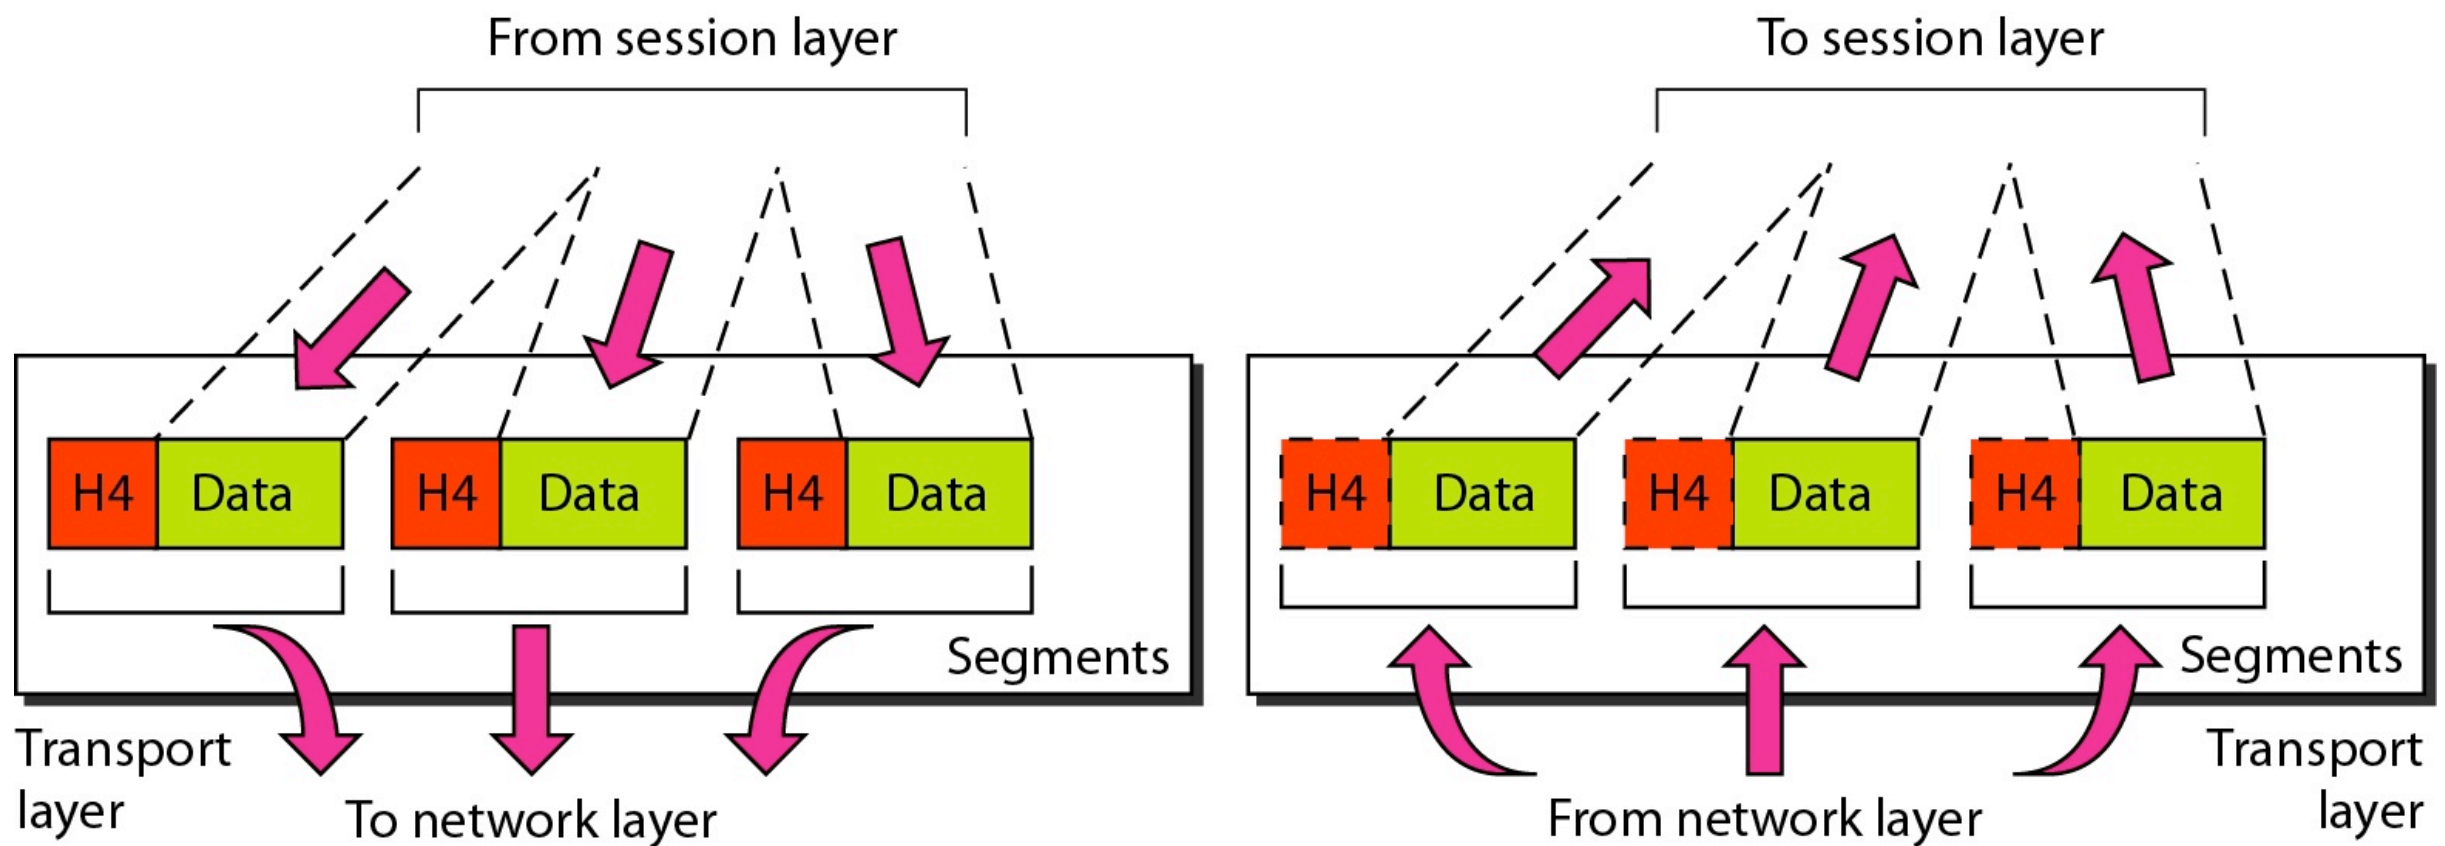 From session layer
To session layer
H4 Data H4 Data H4 Data
H4 Data H4 Data H4 Data
Segments
Segments
Transport
layer
To network layer
From network layer
Transport
layer